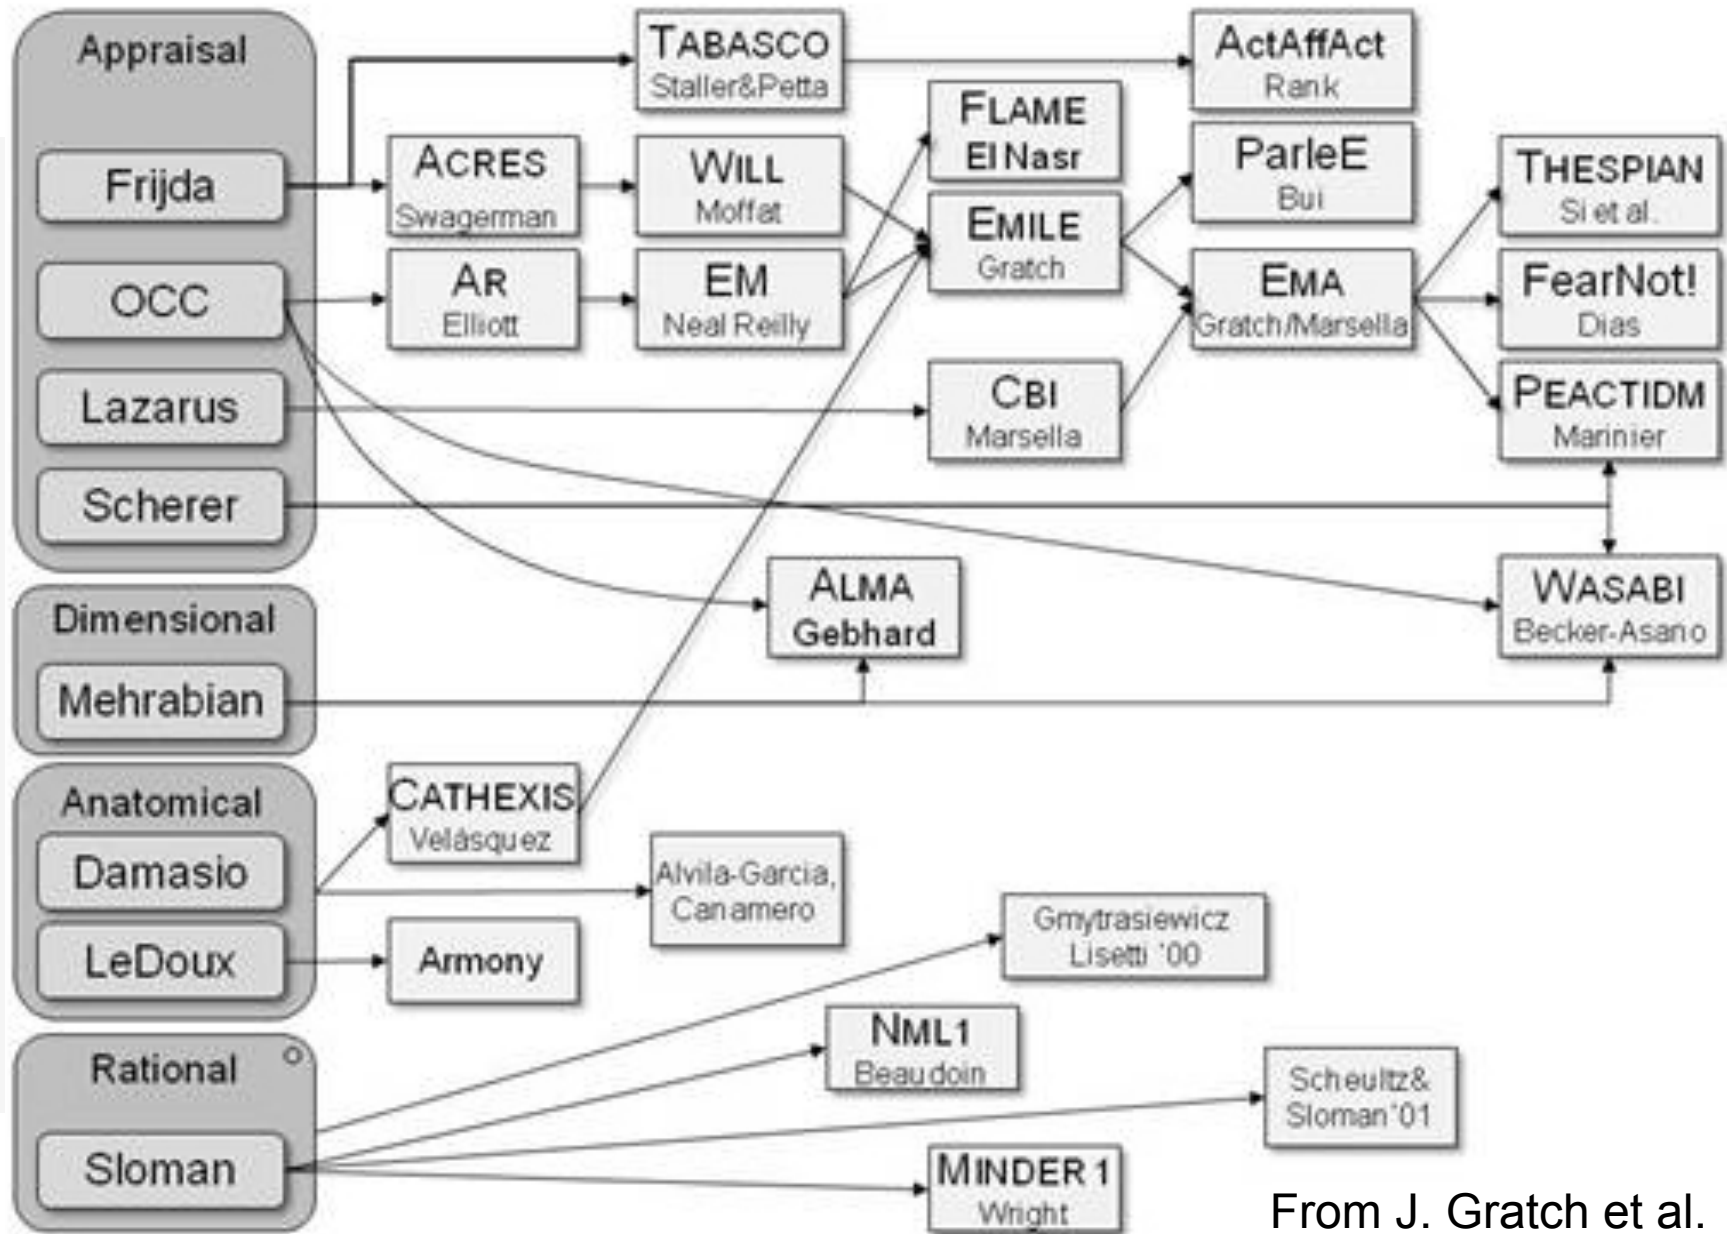 Appraisal
Frijda
OCC
Lazarus
Scherer
Dimensional
Mehrabian
Anatomical
Damasio
LeDoux
Rational
Sloman
TABASCO
Staller&Petta
ActAffAct
Rank
FLAME
El Nasr
ACRES
Swagerman
WILL
Moffat
ParleE
Bui
THESPIAN
Si et al.
EMILE
Gratch
AR
Elliott
EM
Neal Reilly
EMA
Gratch/Marsella
FearNot!
Dias
CBI
Marsella
PEACTIDM
Marinier
ALMA
Gebhard
WASABI
Becker-Asano
CATHEXIS
Velásquez
Alvila-Garcia,
Canamero
Armony
Gmytrasiewicz
Lisetti '00
NML1
Beaudoin
Scheultz&
Sloman'01
MINDER 1
Wright
From J. Gratch et al.